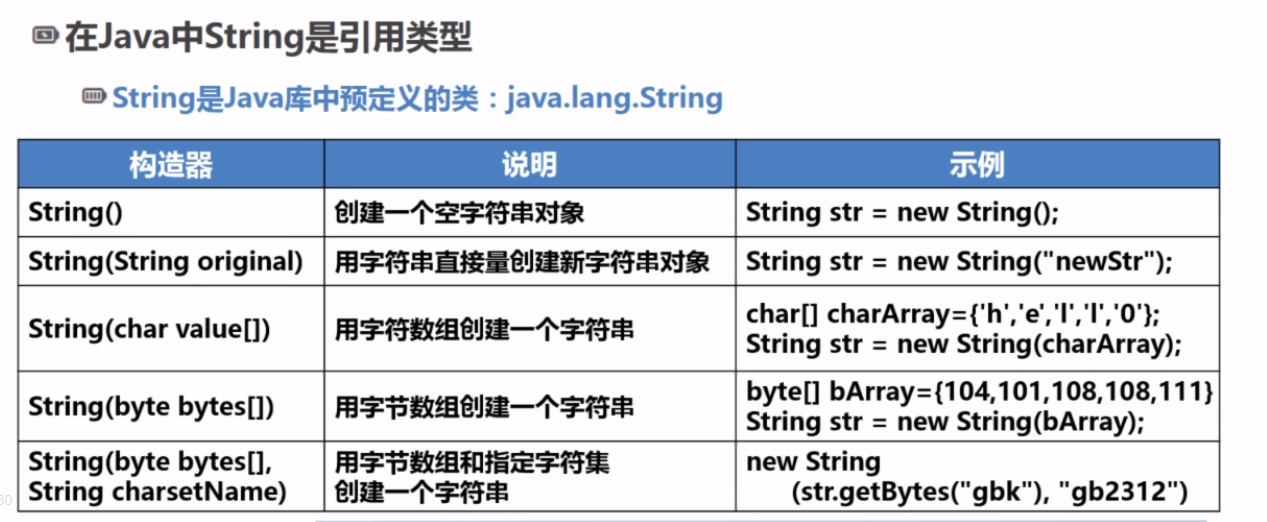 在Java中String是引用类型
String是Java库中预定义的类：java.lang.String
构造器 说明 示例
String() 创建一个空字符串对象 String str = new String();
String(String original) 用字符串直接量创建新字符串对象 String str = new String("newStr");
String(char value[]) 用字符数组创建一个字符串 char[] charArray={'h','e','l','l','0'};
String str = new String(charArray);
String(byte bytes[]) 用字节数组创建一个字符串 byte[] bArray={104,101,108,108,111}
String str = new String(bArray);
String(byte bytes[], 用字节数组和指定字符集 new String
String charsetName) 创建一个字符串 (str.getBytes("gbk"), "gb2312")
30